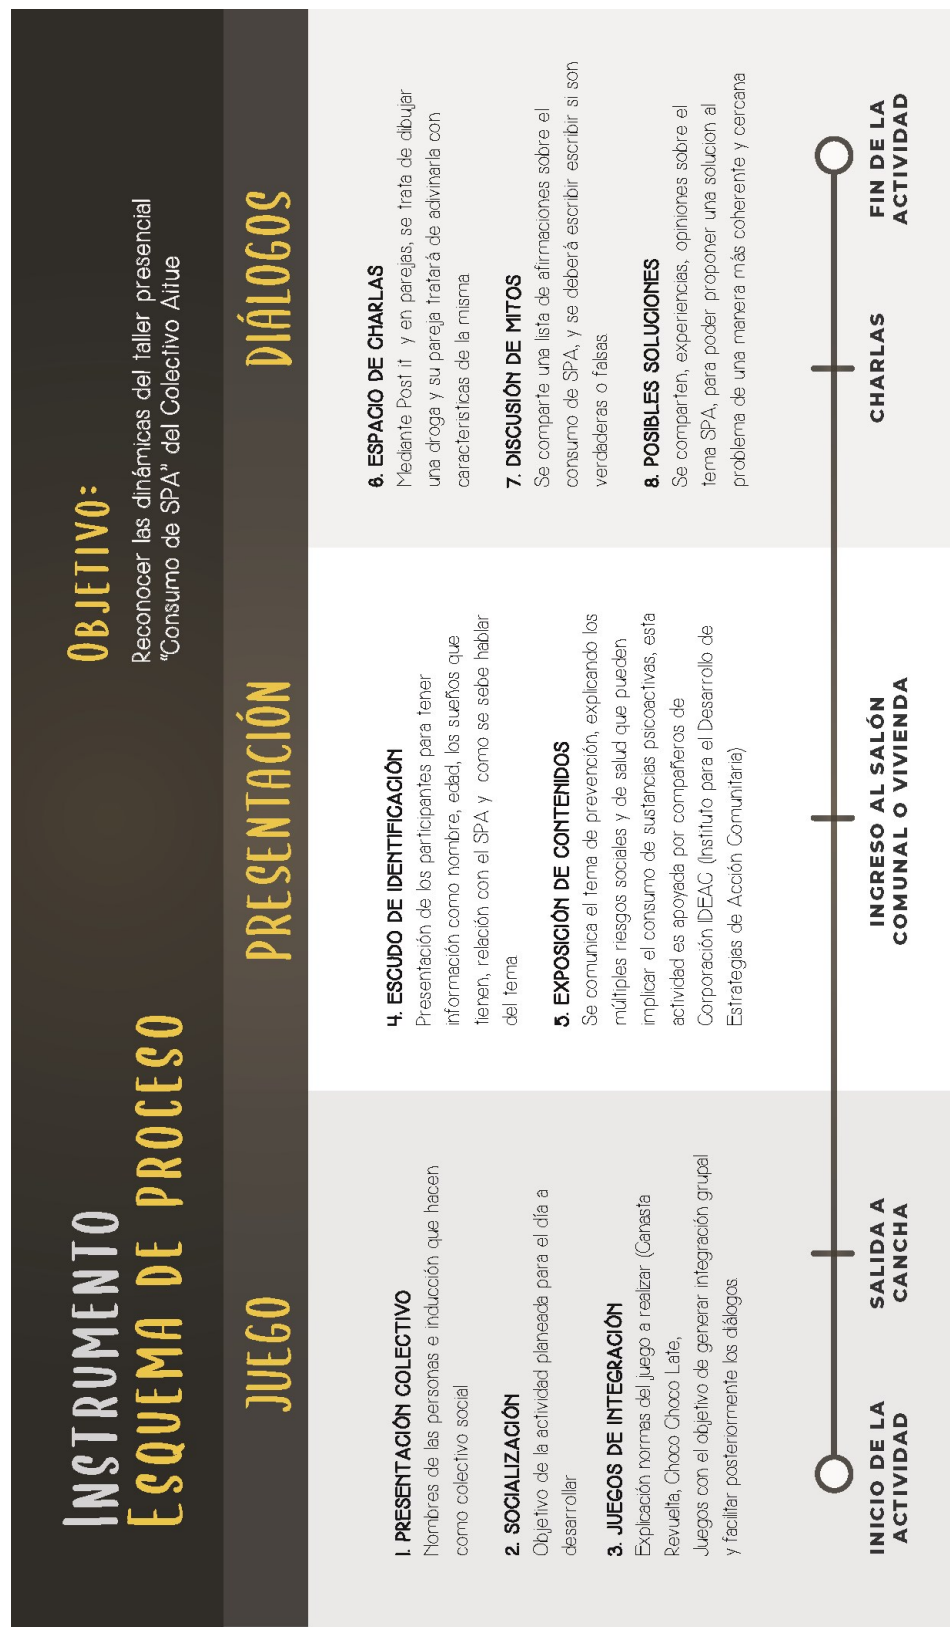 INSTRUMENTO
ESQUEMA DE PROCESO
OBJETIVO:
Reconocer las dinámicas del taller presencial
"Consumo de SPA" del Colectivo Aitue
JUEGO
PRESENTACIÓN
DIÁLOGOS
1. PRESENTACIÓN COLECTIVO
Nombres de las personas e inducción que hacen
como colectivo social
2. SOCIALIZACIÓN
Objetivo de la actividad planeada para el día a
desarrollar
3. JUEGOS DE INTEGRACIÓN
Explicación normas del juego a realizar (Canasta
Revuelta, Choco Choco Late,
Juegos con el objetivo de generar integración grupal
y facilitar posteriormente los diálogos.
4. ESCUDO DE IDENTIFICACIÓN
Presentación de los participantes para tener
información como nombre, edad, los sueños que
tienen, relación con el SPA y como se sebe hablar
del tema
5. EXPOSICIÓN DE CONTENIDOS
Se comunica el tema de prevención, explicando los
múltiples riesgos sociales y de salud que pueden
implicar el consumo de sustancias psicoactivas, esta
actividad es apoyada por compañeros de
Corporación IDEAC (Instituto para el Desarrollo de
Estrategias de Acción Comunitaria)
6. ESPACIO DE CHARLAS
Mediante Post it y en parejas, se trata de dibujar
una droga y su pareja tratará de adivinarla con
características de la misma
7. DISCUSIÓN DE MITOS
Se comparte una lista de afirmaciones sobre el
consumo de SPA, y se deberá escribir escribir si son
verdaderas o falsas
8. POSIBLES SOLUCIONES
Se comparten, experiencias, opiniones sobre el
tema SPA, para poder proponer una solucion al
problema de una manera más coherente y cercana
INICIO DE LA
ACTIVIDAD
SALIDA A
CANCHA
INGRESO AL SALÓN
COMUNAL O VIVIENDA
CHARLAS
FIN DE LA
ACTIVIDAD